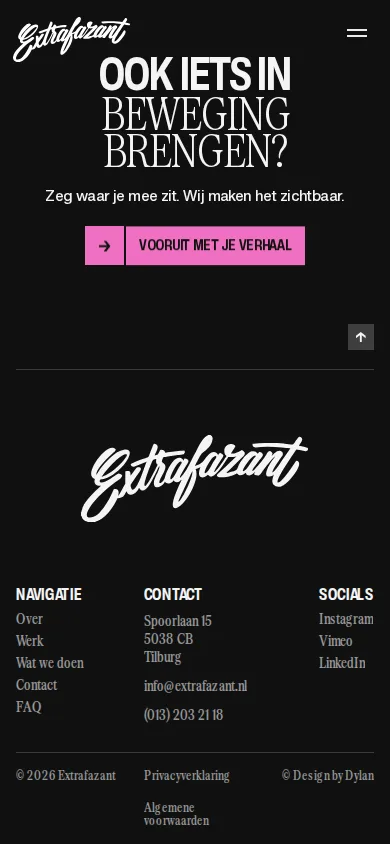 Extrafazant
OOK IETS IN
BEWEGING
BRENGEN?
Zeg waar je mee zit. Wij maken het zichtbaar.
VOORUIT MET JE VERHAAL
Extrafazant
NAVIGATIE
Over
Werk
Wat we doen
Contact
FAQ
CONTACT
Spoorlaan 15
5038 CB
Tilburg
info@extrafazant.nl
(013) 203 21 18
SOCIALS
Instagram
Vimeo
LinkedIn
© 2026 Extrafazant
Privacyverklaring
Algemene
voorwaarden
© Design by Dylan